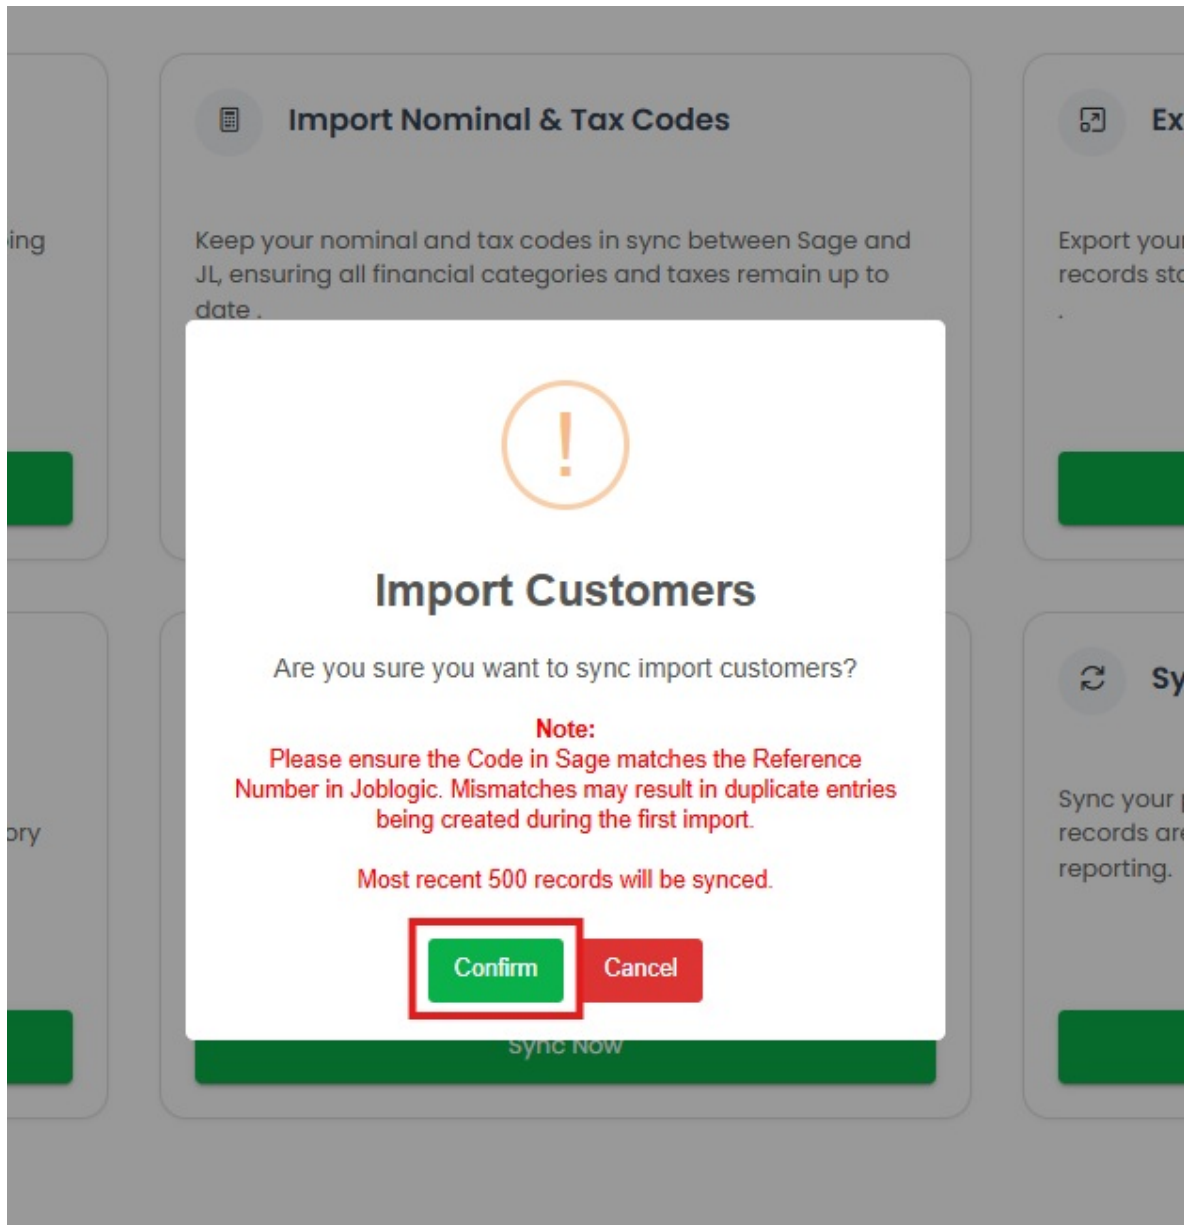 Import Nominal & Tax Codes
Keep your nominal and tax codes in sync between Sage and
JL, ensuring all financial categories and taxes remain up to
date .
Export your
records
.
!
Import Customers
Are you sure you want to sync import customers?
Note:
Please ensure the Code in Sage matches the Reference
Number in Joblogic. Mismatches may result in duplicate entries
being created during the first import.
Most recent 500 records will be synced.
Confirm
Cancel
Sync Now
Sync your
records are
reporting.